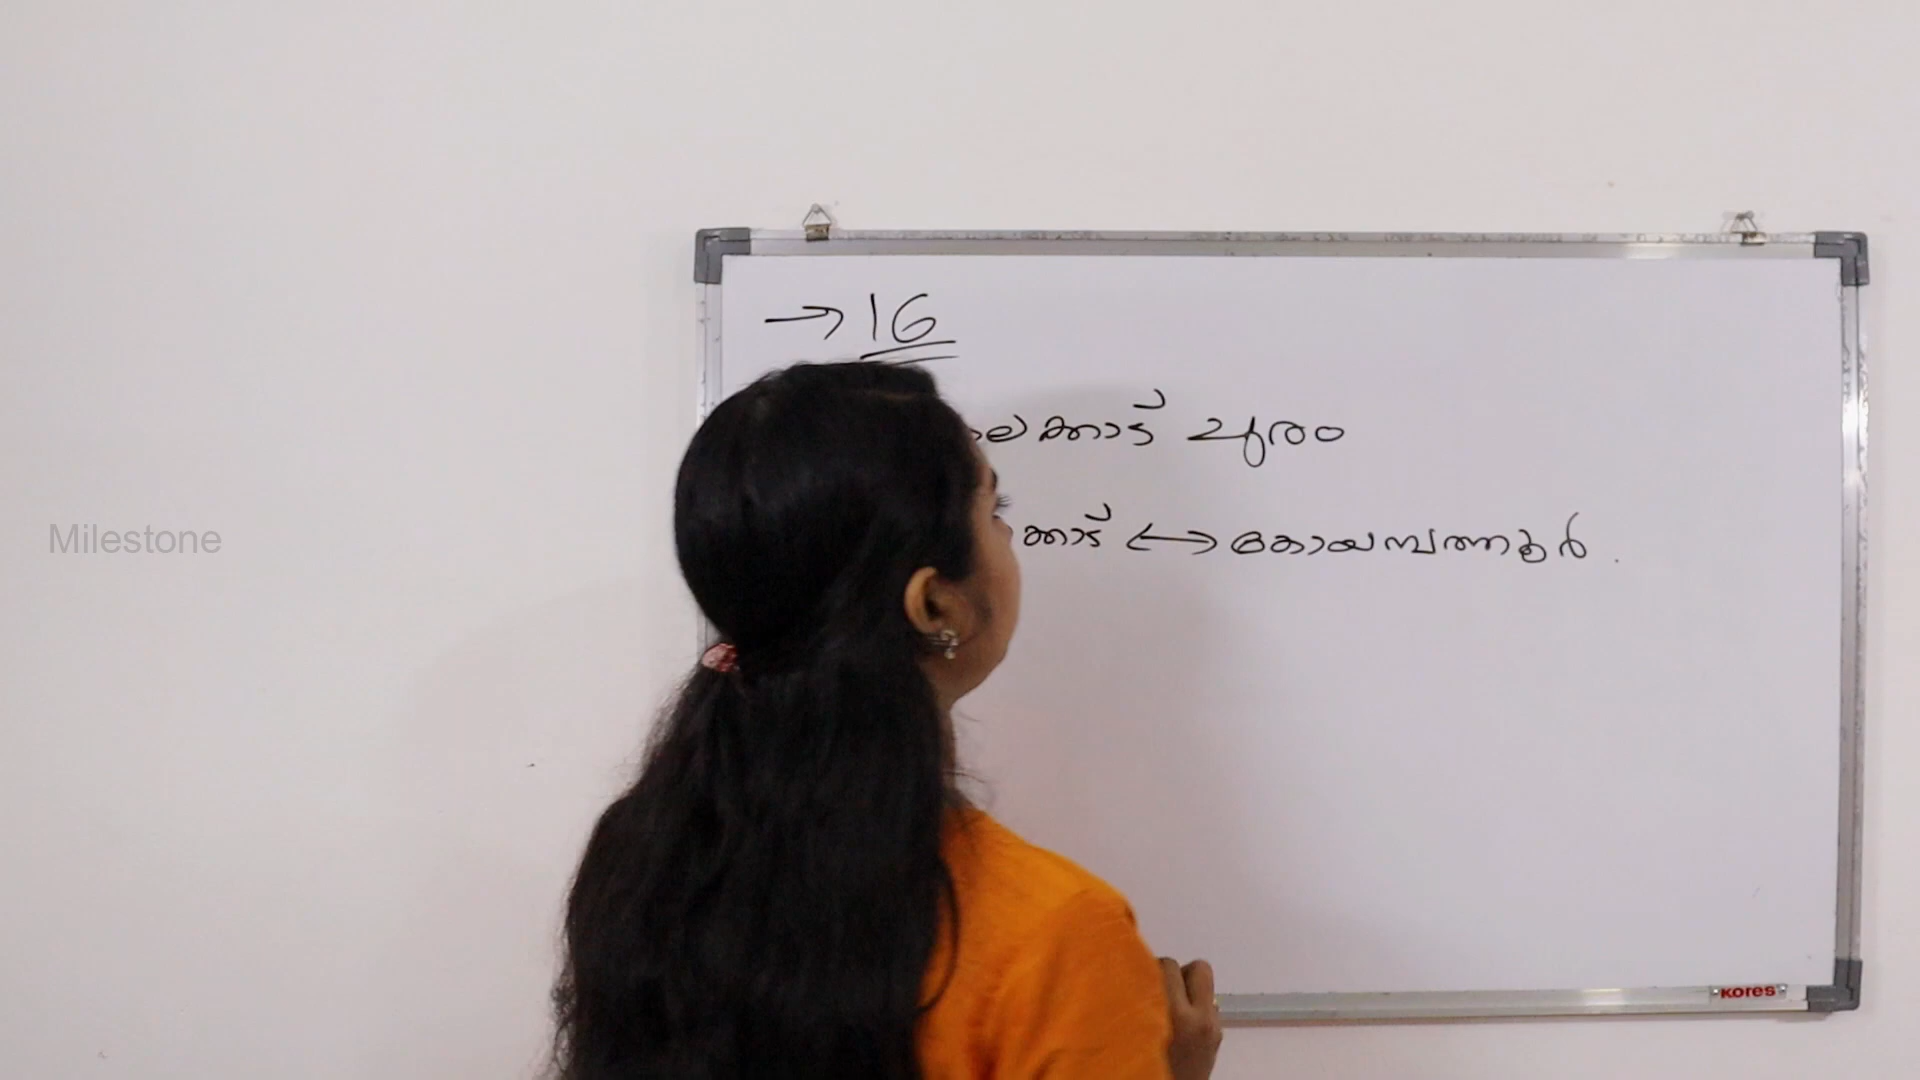 → 16
ലക്കാട് ചുരം
ക്കാട് ↔ കോയമ്പത്തൂർ.
Milestone
KORES